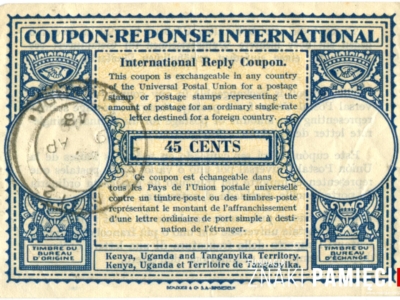 COUPON-REPONSE INTERNATIONAL
International Reply Coupon.
This coupon is exchangeable in any country
of the Universal Postal Union for a postage
stamp or postage stamps representing the
amount of postage for an ordinary single-rate
letter destined for a foreign country.
45 CENTS
Ce coupon est échangeable dans
tous les Pays de l'Union postale universelle
contre un timbre-poste ou des timbres-poste
représentant le montant de l'affranchissement
d'une lettre ordinaire de port simple à desti-
nation de l'étranger.
TIMBRE DU
BUREAU
D'ORIGINE
TIMBRE DU
BUREAU
D'ÉCHANGE
Kenya, Uganda and Tanganyika Territory.
Kenya, Uganda et Territoire de Tanganyika.
PAMIĘCI